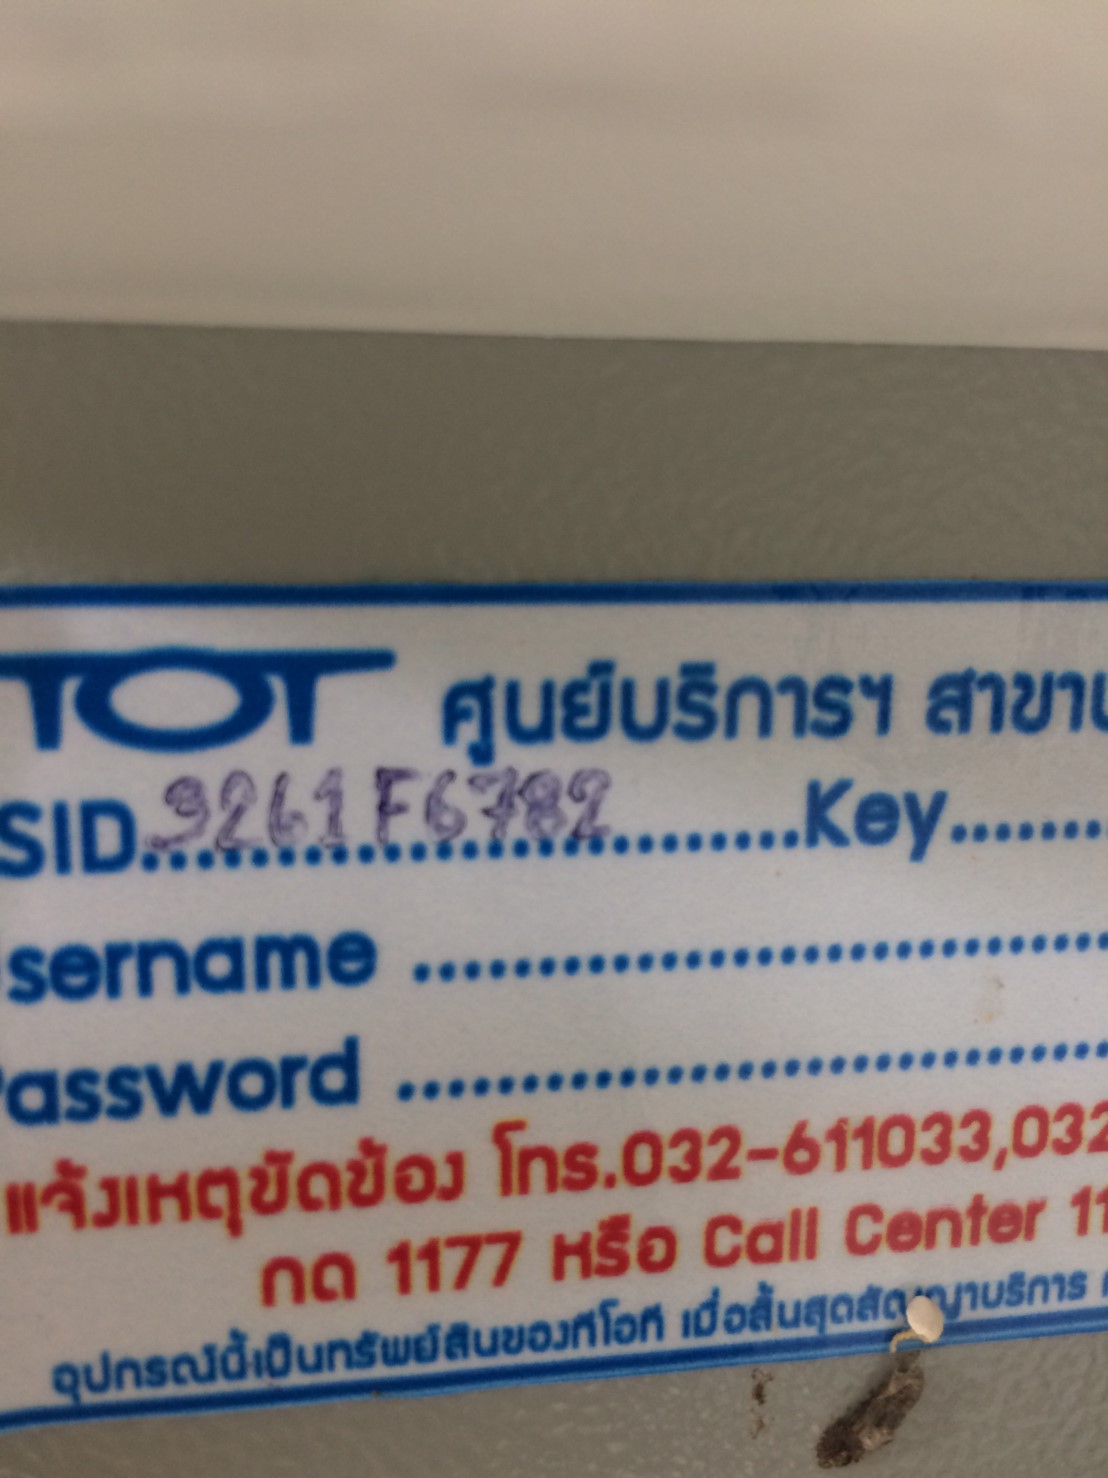 TOT ศูนย์บริการฯ สาขา
SID 3261F6782 Key
sername
assword
แจ้งเหตุขัดข้อง โทร.032-611033,032
กด 1177 หรือ Call Center 11
อุปกรณ์นี้เป็นทรัพย์สินของทีโอที เมื่อสิ้นสุดสัญญาบริการ